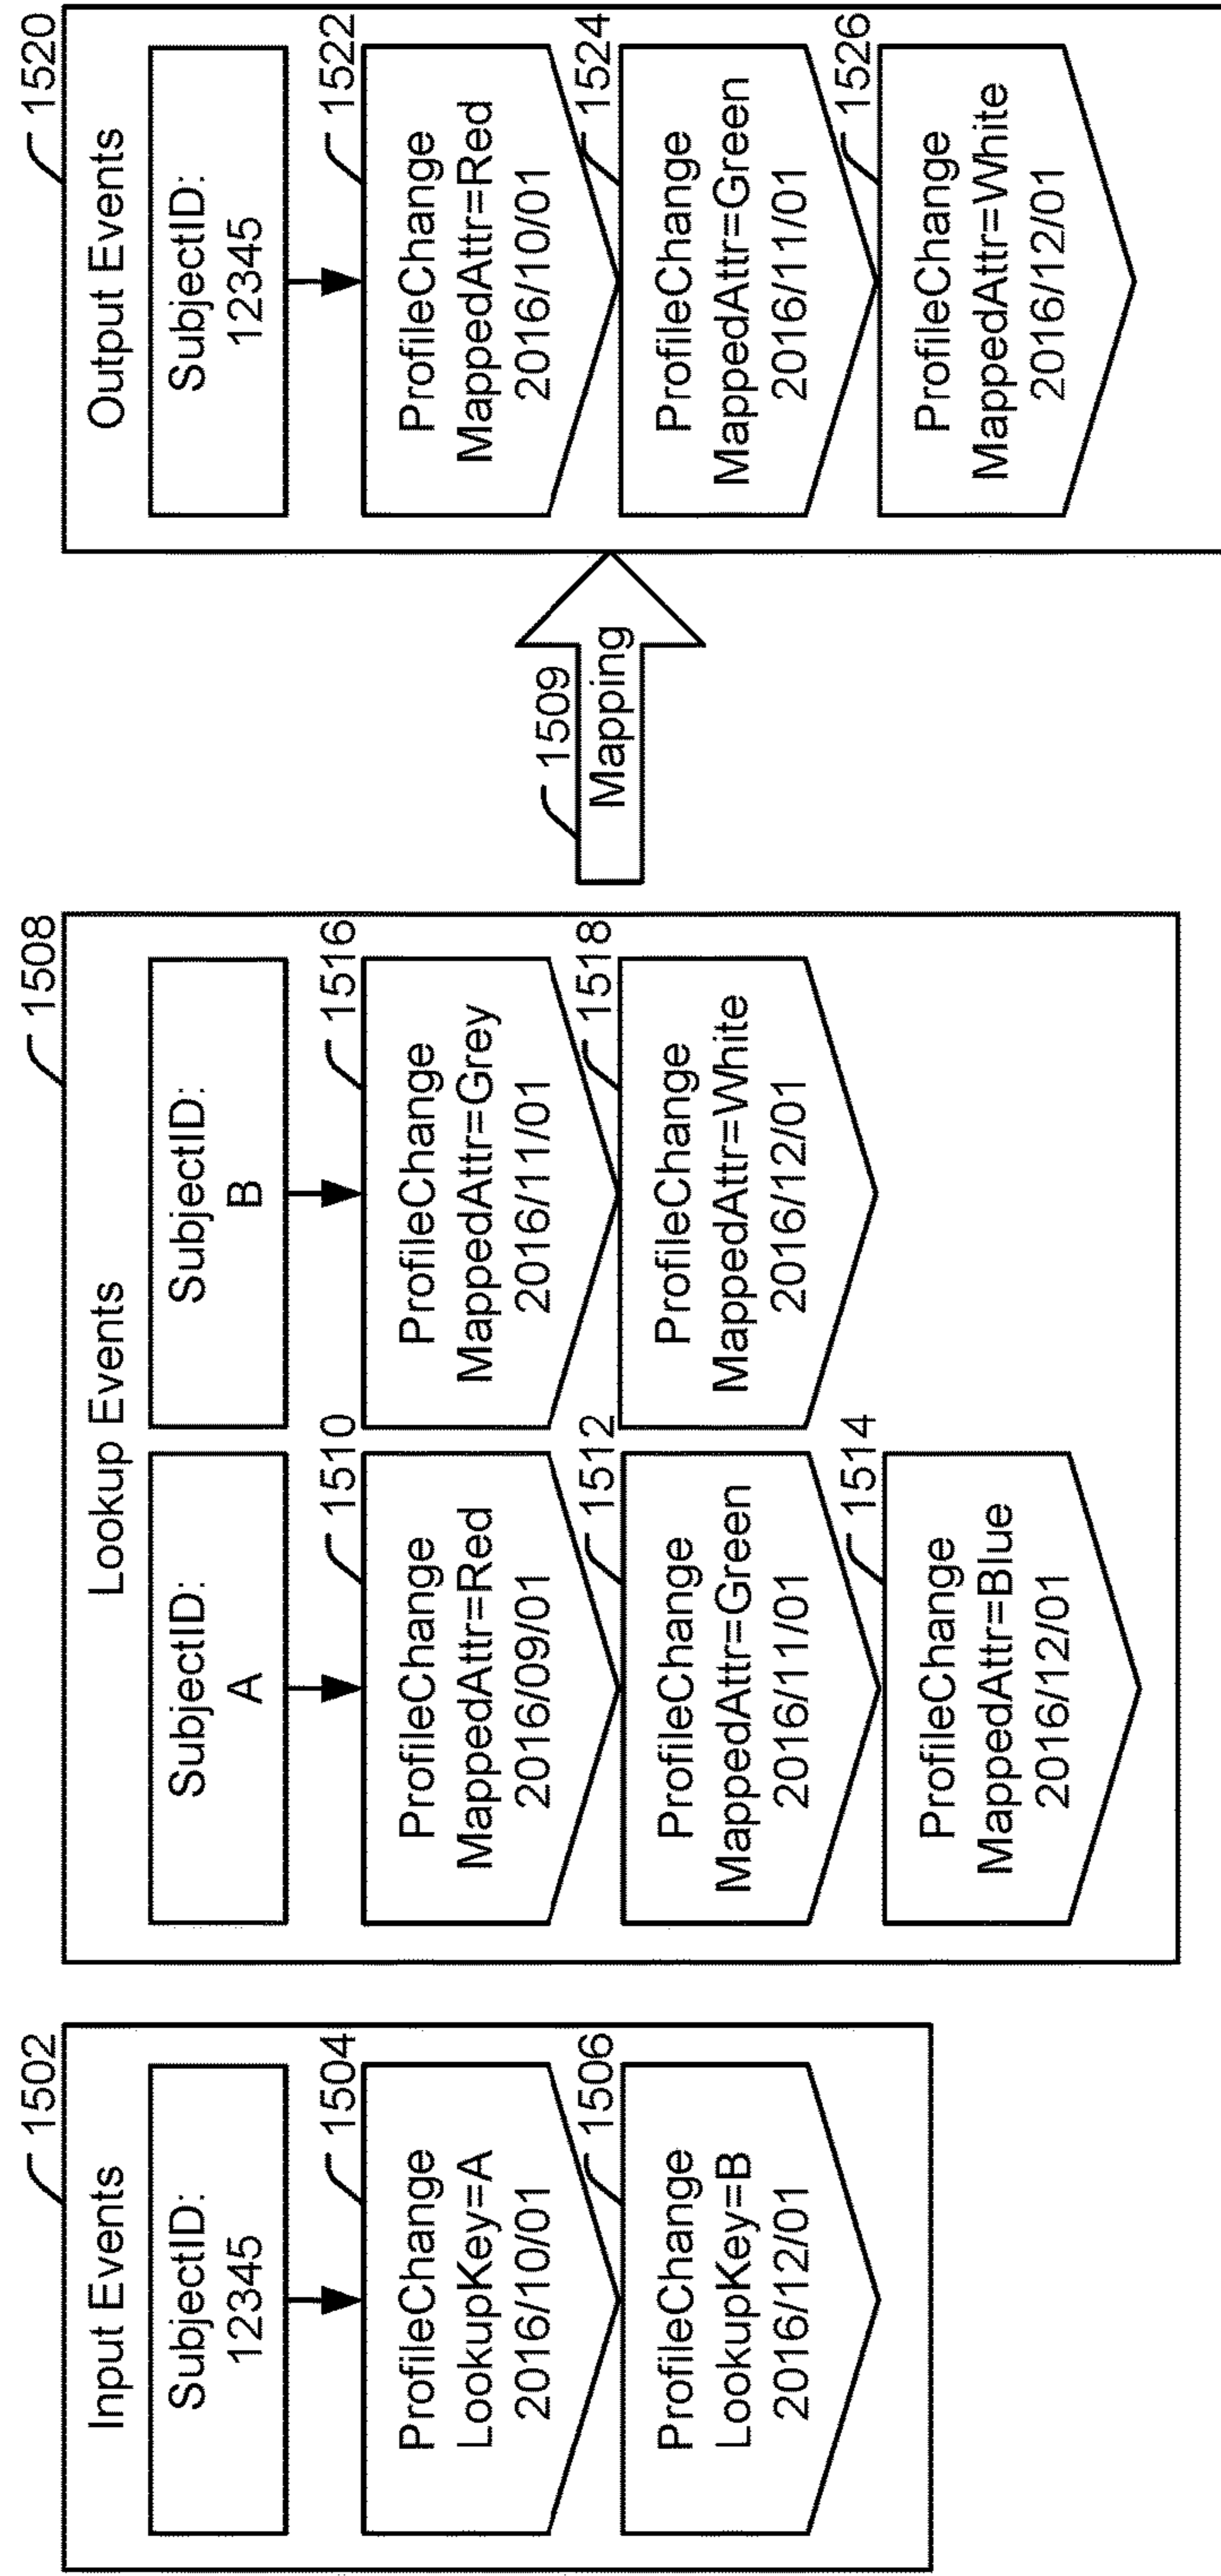 Input Events
1502
SubjectID:
12345
1504
ProfileChange
LookupKey=A
2016/10/01
1506
ProfileChange
LookupKey=B
2016/12/01
Lookup Events
1508
SubjectID:
A
1510
ProfileChange
MappedAttr=Red
2016/09/01
1512
ProfileChange
MappedAttr=Green
2016/11/01
1514
ProfileChange
MappedAttr=Blue
2016/12/01
SubjectID:
B
1516
ProfileChange
MappedAttr=Grey
2016/11/01
1518
ProfileChange
MappedAttr=White
2016/12/01
1509
Mapping
Output Events
1520
SubjectID:
12345
1522
ProfileChange
MappedAttr=Red
2016/10/01
1524
ProfileChange
MappedAttr=Green
2016/11/01
1526
ProfileChange
MappedAttr=White
2016/12/01